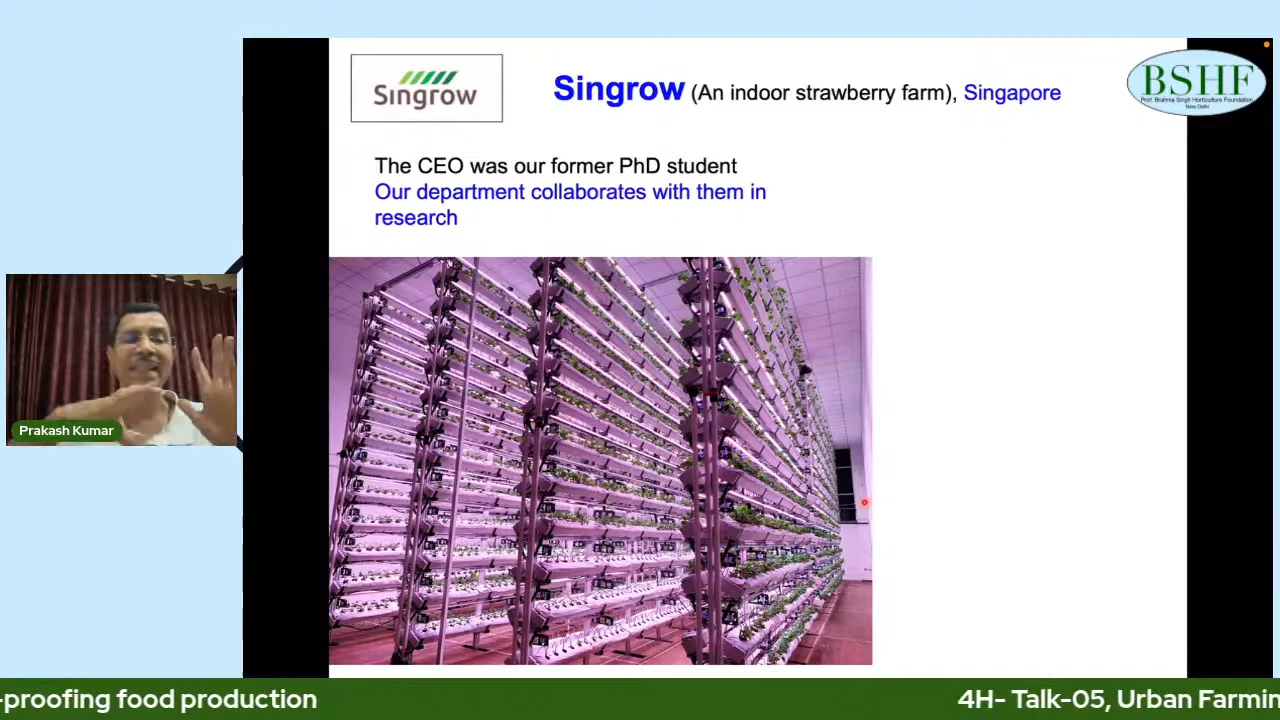 Singrow
Singrow (An indoor strawberry farm), Singapore
BSHF
Prof. Brahma Singh Horticulture Foundation
New Delhi
The CEO was our former PhD student
Our department collaborates with them in
research
Prakash Kumar
-proofing food production
4H- Talk-05, Urban Farmin